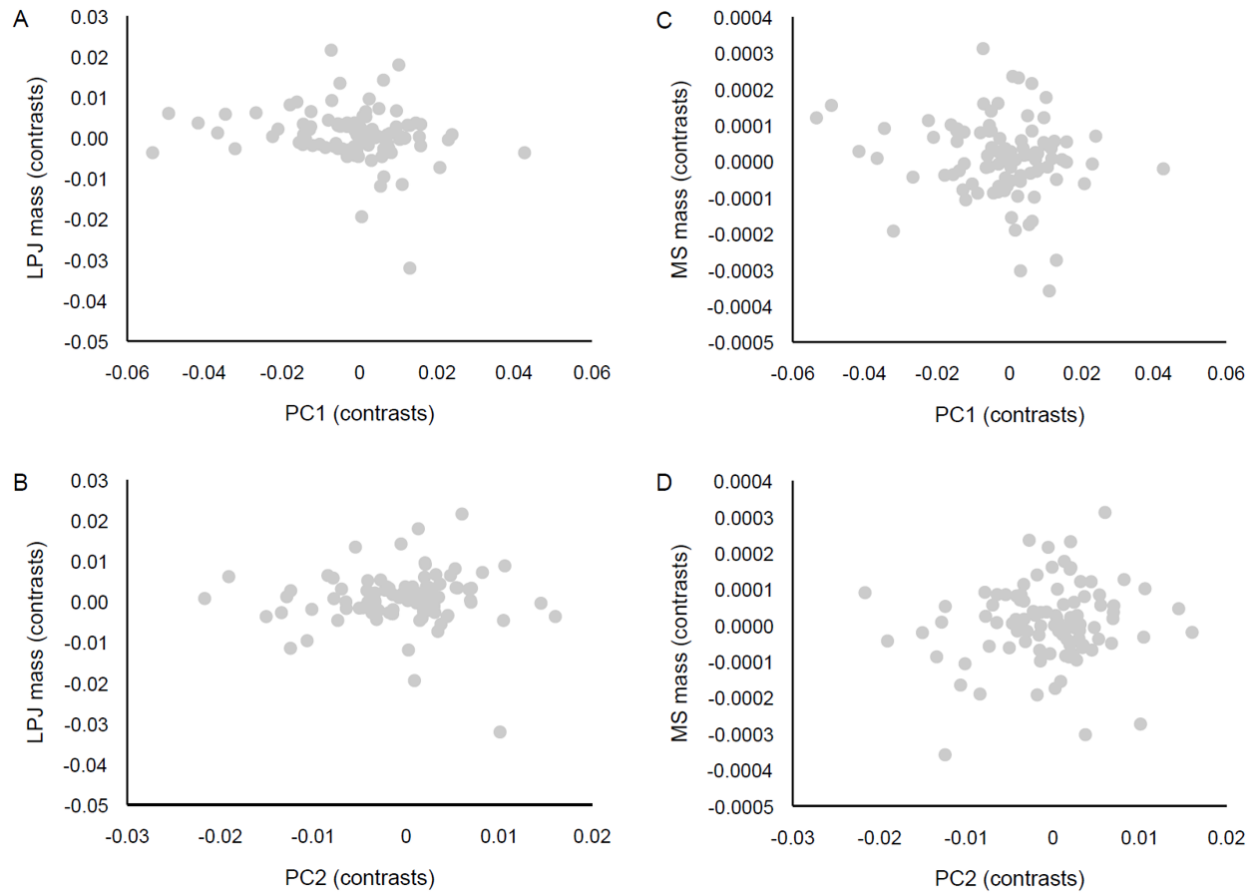 A
0.03
0.02
0.01
0.00
-0.01
-0.02
-0.03
-0.04
-0.05
LPJ mass (contrasts)
-0.06 -0.04 -0.02 0 0.02 0.04 0.06
PC1 (contrasts)
C
0.0004
0.0003
0.0002
0.0001
0.0000
-0.0001
-0.0002
-0.0003
-0.0004
-0.0005
MS mass (contrasts)
-0.06 -0.04 -0.02 0 0.02 0.04 0.06
PC1 (contrasts)
B
0.03
0.02
0.01
0.00
-0.01
-0.02
-0.03
-0.04
-0.05
LPJ mass (contrasts)
-0.03 -0.02 -0.01 0 0.01 0.02
PC2 (contrasts)
D
0.0004
0.0003
0.0002
0.0001
0.0000
-0.0001
-0.0002
-0.0003
-0.0004
-0.0005
MS mass (contrasts)
-0.03 -0.02 -0.01 0 0.01 0.02
PC2 (contrasts)